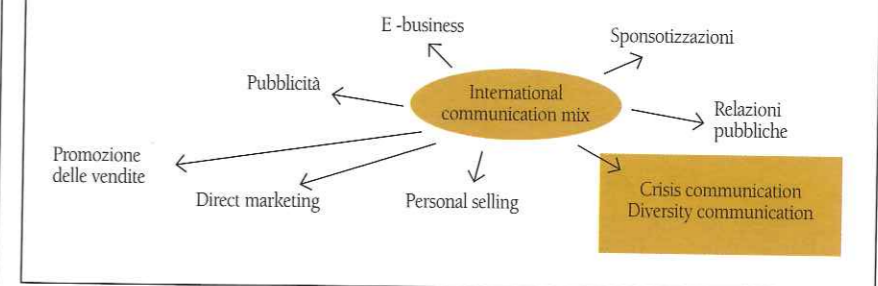 E -business
Sponsotizzazioni
Pubblicità
International
communication mix
Relazioni
pubbliche
Promozione
delle vendite
Direct marketing
Personal selling
Crisis communication
Diversity communication